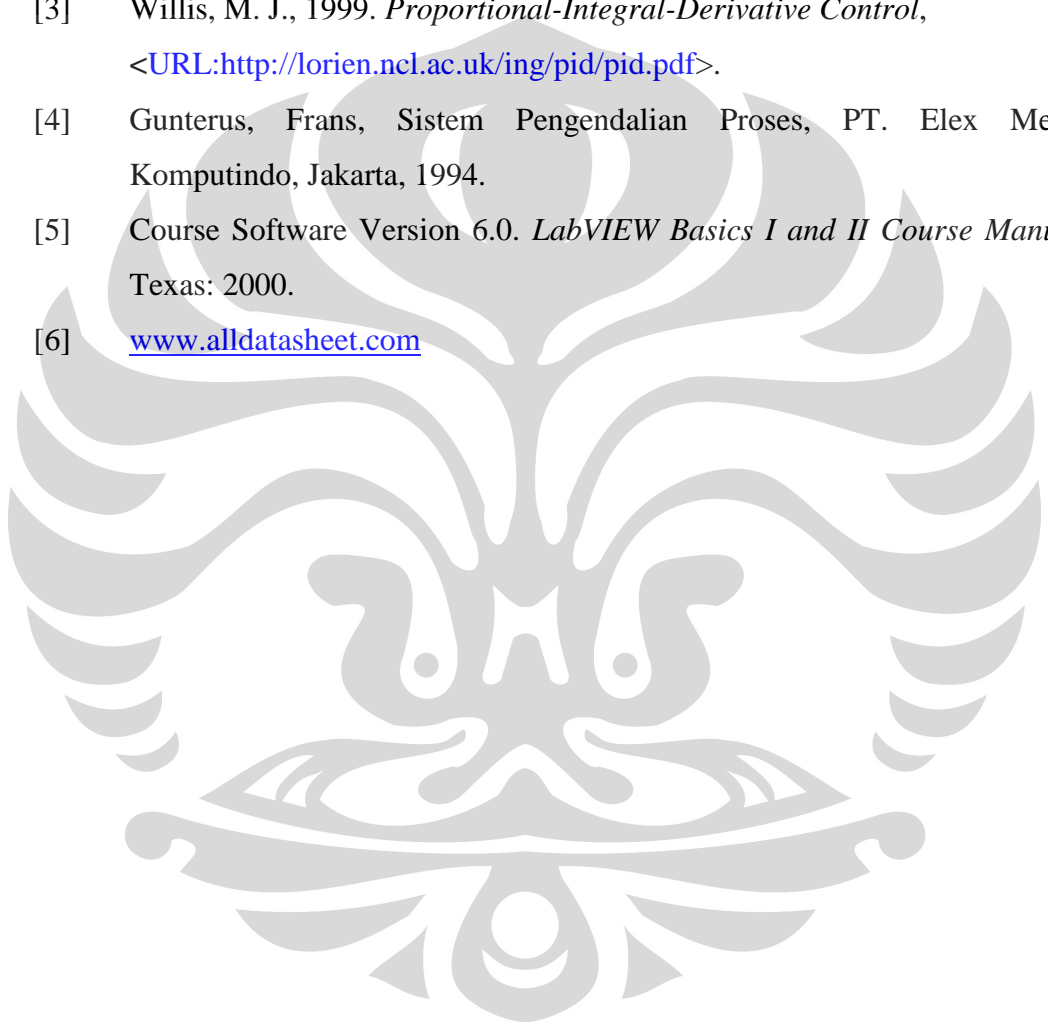 [3] Willis, M. J., 1999. Proportional-Integral-Derivative Control,
<URL:http://lorien.ncl.ac.uk/ing/pid/pid.pdf>.
[4] Gunterus, Frans, Sistem Pengendalian Proses, PT. Elex
Komputindo, Jakarta, 1994.
[5] Course Software Version 6.0. LabVIEW Basics I and II Course
Texas: 2000.
[6] www.alldatasheet.com